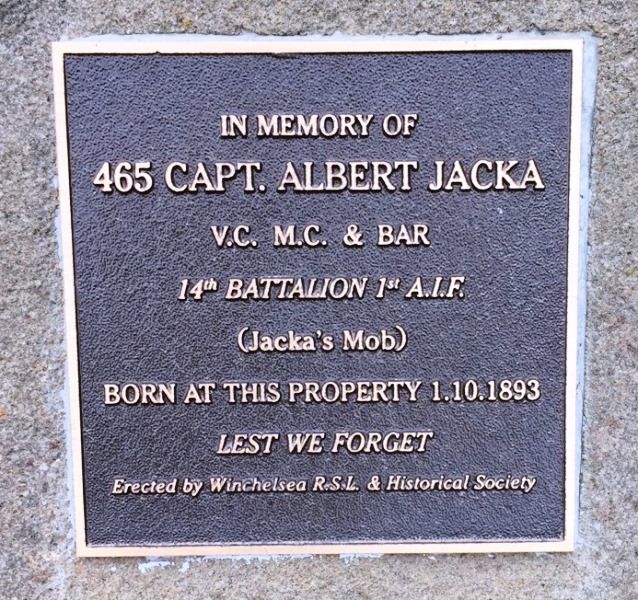 IN MEMORY OF
465 CAPT. ALBERT JACKA
V.C. M.C. & BAR
14th BATTALION 1st A.I.F.
(Jacka's Mob)
BORN AT THIS PROPERTY 1.10.1893
LEST WE FORGET
Erected by Winchelsea R.S.L. & Historical Society